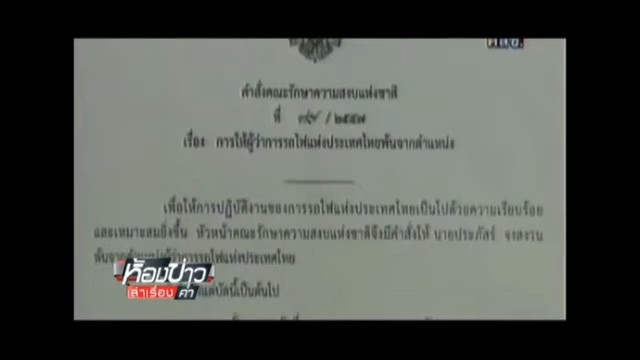 คสช.
คำสั่งคณะรักษาความสงบแห่งชาติ
ที่ ๙๙/๒๕๕๗
เรื่อง การให้ผู้ว่าการรถไฟแห่งประเทศไทยพ้นจากตำแหน่ง
เพื่อให้การปฏิบัติงานของการรถไฟแห่งประเทศไทยเป็นไปด้วยความเรียบร้อย
และเหมาะสมยิ่งขึ้น หัวหน้าคณะรักษาความสงบแห่งชาติจึงมีคำสั่งให้ นายประภัสร์ จงสงวน
พ้นจากตำแหน่งผู้ว่าการรถไฟแห่งประเทศไทย
แต่บัดนี้เป็นต้นไป
ห้องข่าว
เล่าเรื่อง ค่ำ